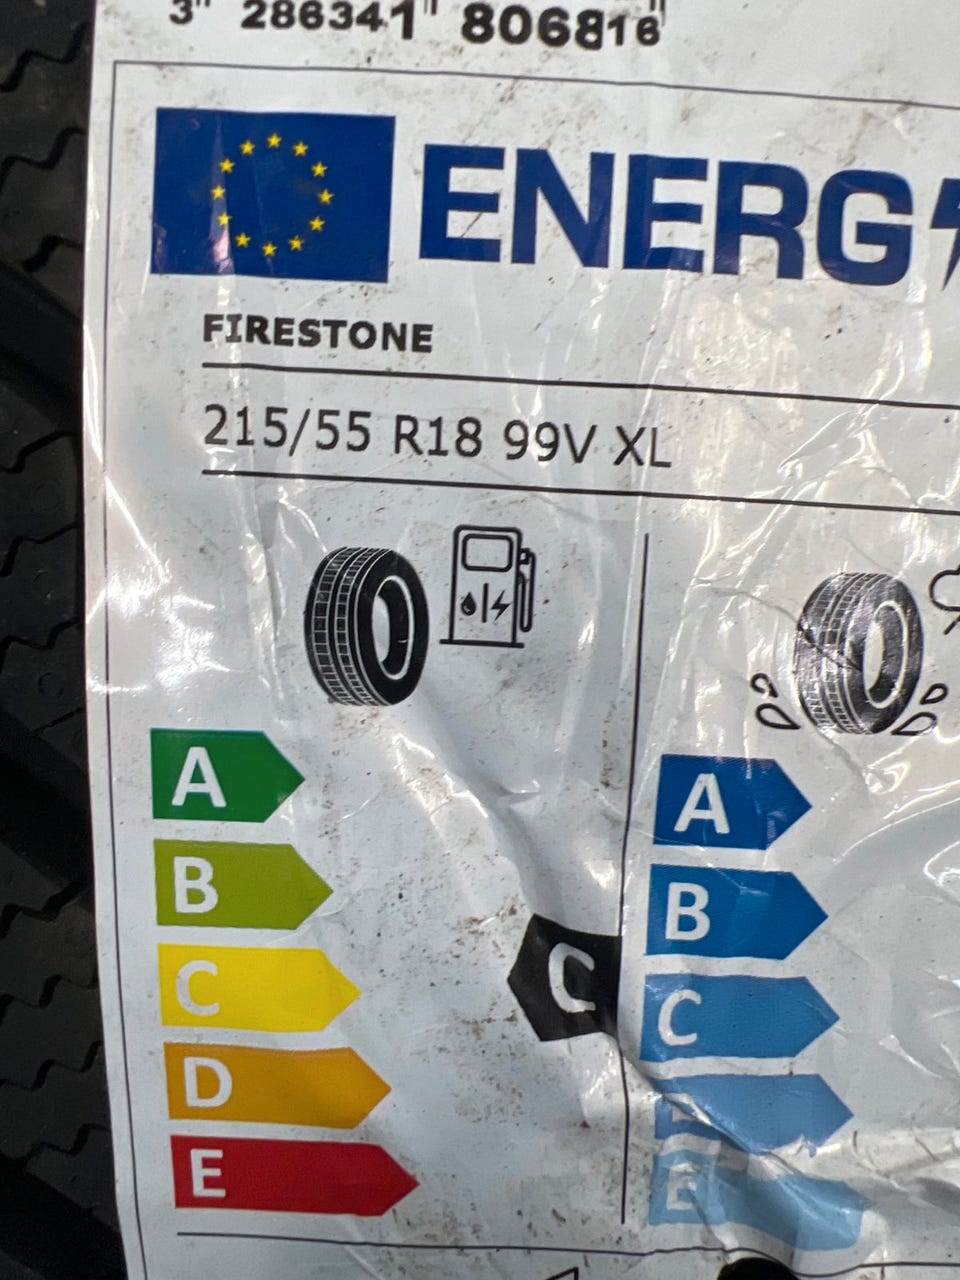 3 286341 806816
ENERG
FIRESTONE
215/55 R18 99V XL
A
B
C
D
E
C
A
B
C
E